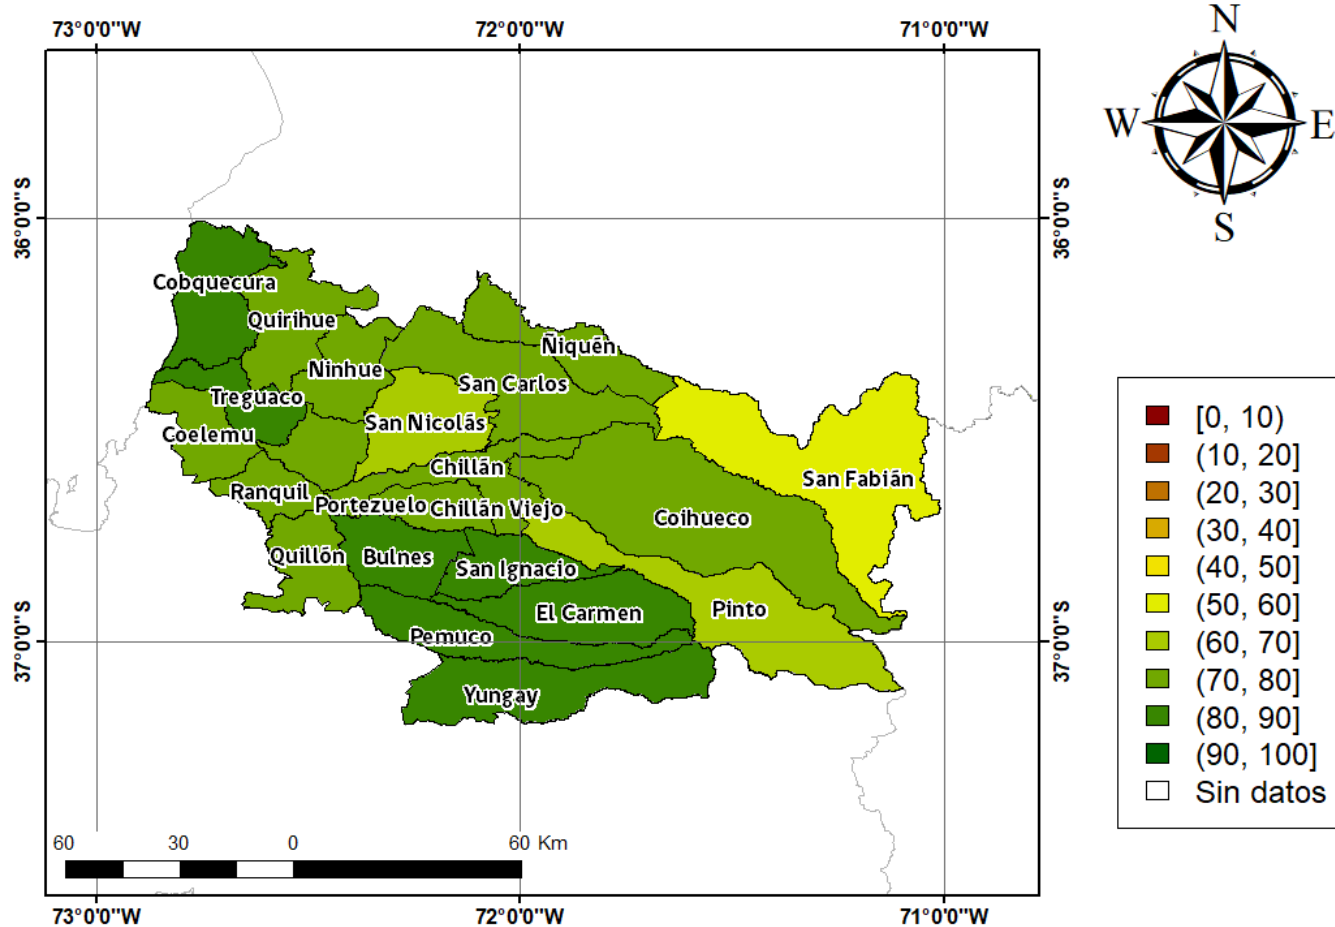 73°0'0"W 72°0'0"W 71°0'0"W
N
W E
S
36°0'0"S 36°0'0"S
Cobquecura
Quirihue
Ñiquén
Ninhue
San Carlos
Treguaco
San Nicolás
Coelemu
Chillán
San Fabián
Ranquil
Portezuelo
Chillán Viejo
Coihueco
Quillón
Bulnes
San Ignacio
El Carmen
Pinto
Pemuco
37°0'0"S 37°0'0"S
Yungay
[0, 10)
(10, 20]
(20, 30]
(30, 40]
(40, 50]
(50, 60]
(60, 70]
(70, 80]
(80, 90]
(90, 100]
Sin datos
60 30 0 60 Km
73°0'0"W 72°0'0"W 71°0'0"W